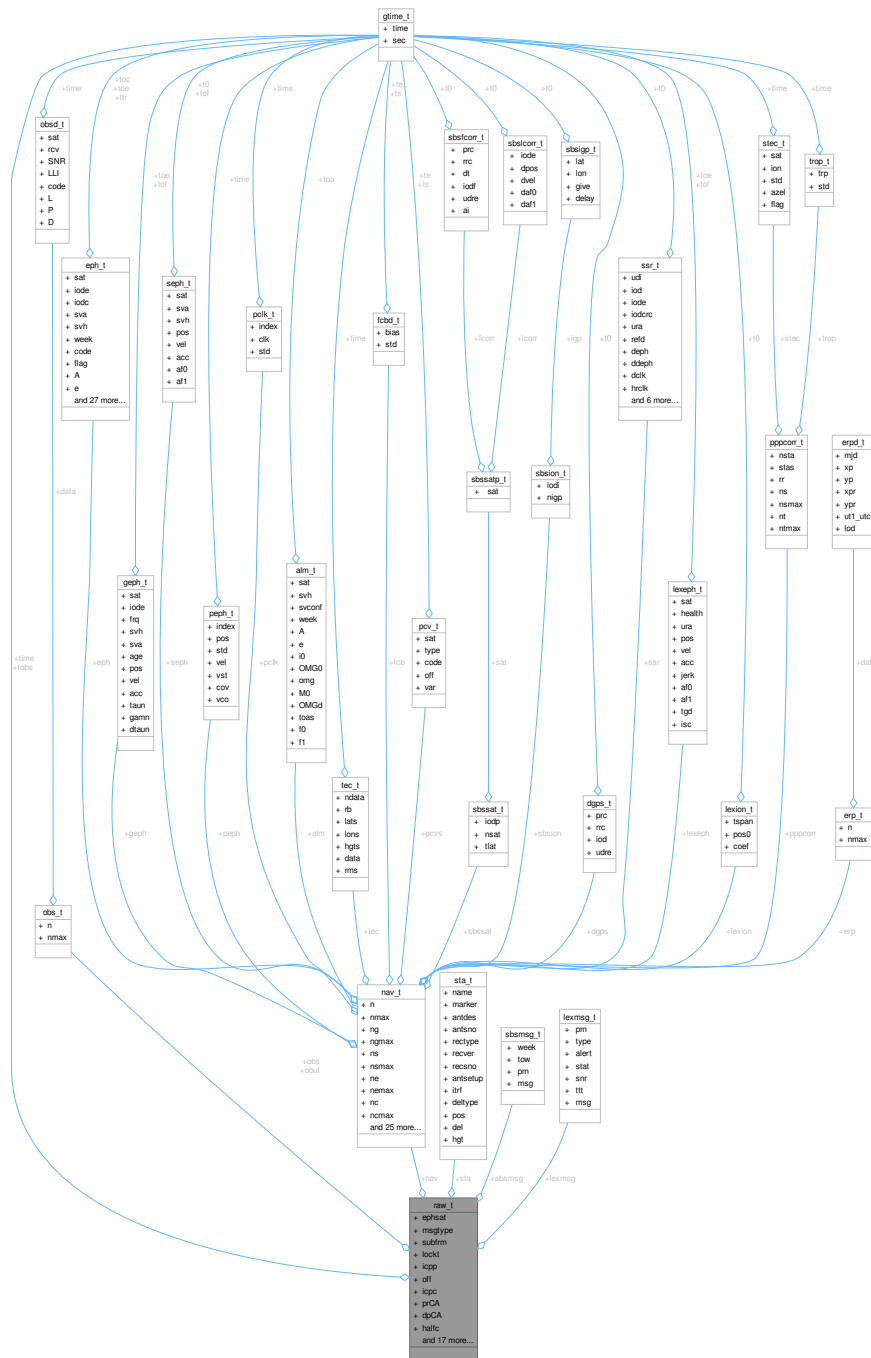 gtime_t
+ time
+ sec
+time
+toc
+toe
+ttr
+t0
+tof
+time
+toa
+te
+ts
+t0
+t0
+t0
+t0
+time
+time
obsd_t
+ sat
+ rcv
+ SNR
+ LLI
+ code
+ L
+ P
+ D
sbsfcorr_t
+ prc
+ rrc
+ dt
+ iodf
+ udre
+ ai
sbslcorr_t
+ iode
+ dpos
+ dvel
+ daf0
+ daf1
sbsigp_t
+ lat
+ lon
+ give
+ delay
stec_t
+ sat
+ ion
+ std
+ azel
+ flag
trop_t
+ trp
+ std
+toe
+tof
+time
+te
+ts
+toe
+tof
eph_t
+ sat
+ iode
+ iodc
+ sva
+ svh
+ week
+ code
+ flag
+ A
+ e
and 27 more...
seph_t
+ sat
+ sva
+ svh
+ pos
+ vel
+ acc
+ af0
+ af1
pclk_t
+ index
+ clk
+ std
fcbd_t
+ bias
+ std
ssr_t
+ udi
+ iod
+ iode
+ iodcrc
+ ura
+ refd
+ deph
+ ddeph
+ dclk
+ hrclk
and 6 more...
+time
+fcorr
+lcorr
+igp
+t0
+t0
+stec
+trop
sbssatp_t
+ sat
sbsion_t
+ iodi
+ nigp
pppcorr_t
+ nsta
+ stas
+ rr
+ ns
+ nsmax
+ nt
+ ntmax
erpd_t
+ mjd
+ xp
+ yp
+ xpr
+ ypr
+ ut1_utc
+ lod
+data
geph_t
+ sat
+ iode
+ frq
+ svh
+ sva
+ age
+ pos
+ vel
+ acc
+ taun
+ gamn
+ dtaun
peph_t
+ index
+ pos
+ std
+ vel
+ vst
+ cov
+ vco
alm_t
+ sat
+ svh
+ svconf
+ week
+ A
+ e
+ i0
+ OMG0
+ omg
+ M0
+ OMGd
+ toas
+ f0
+ f1
pcv_t
+ sat
+ type
+ code
+ off
+ var
lexeph_t
+ sat
+ health
+ ura
+ pos
+ vel
+ acc
+ jerk
+ af0
+ af1
+ tgd
+ isc
+time
+tobs
+eph
+seph
+pclk
+fcb
+sat
+ssr
+dat
tec_t
+ ndata
+ rb
+ lats
+ lons
+ hgts
+ data
+ rms
sbssat_t
+ iodp
+ nsat
+ tlat
dgps_t
+ prc
+ rrc
+ iod
+ udre
lexion_t
+ tspan
+ pos0
+ coef
erp_t
+ n
+ nmax
+geph
+peph
+alm
+pcvs
+sbsion
+lexeph
+pppcorr
obs_t
+ n
+ nmax
+tec
+sbssat
+dgps
+lexion
+erp
nav_t
+ n
+ nmax
+ ng
+ ngmax
+ ns
+ nsmax
+ ne
+ nemax
+ nc
+ ncmax
and 25 more...
sta_t
+ name
+ marker
+ antdes
+ antsno
+ rectype
+ recver
+ recsno
+ antsetup
+ itrf
+ deltype
+ pos
+ del
+ hgt
sbsmsg_t
+ week
+ tow
+ prn
+ msg
lexmsg_t
+ prn
+ type
+ alert
+ stat
+ snr
+ ttt
+ msg
+obs
+obuf
+nav
+sta
+sbsmsg
+lexmsg
raw_t
+ ephsat
+ msgtype
+ subfrm
+ lockt
+ icpp
+ off
+ icpc
+ prCA
+ dpCA
+ halfc
and 17 more...